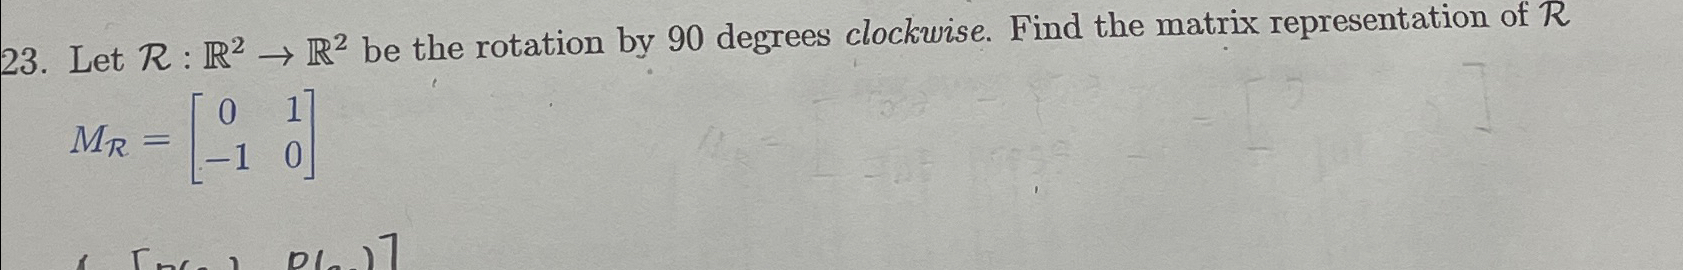 23. Let R : ℝ² → ℝ² be the rotation by 90 degrees clockwise. Find the matrix representation of R
M_R = [0 1
-1 0]